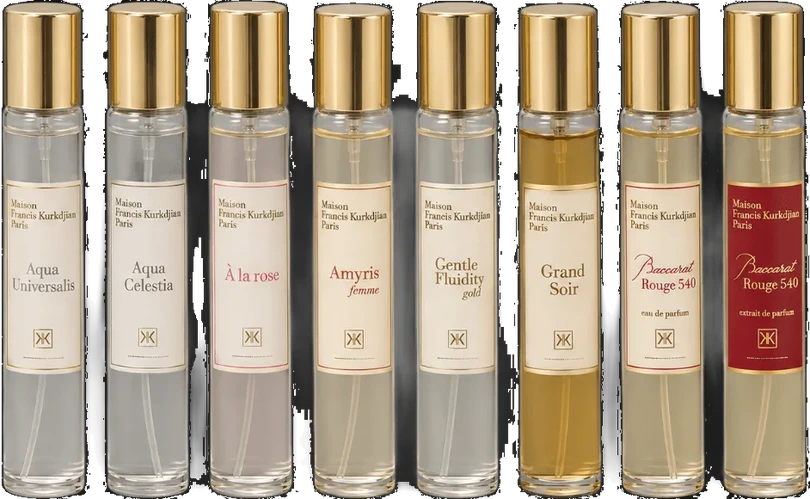 Maison
Francis Kurkdjian
Paris
Aqua
Universalis
Maison
Francis Kurkdjian
Paris
Aqua
Celestia
Maison
Francis Kurkdjian
Paris
À la rose
Maison
Francis Kurkdjian
Paris
Amyris
femme
Maison
Francis Kurkdjian
Paris
Gentle
Fluidity
gold
Maison
Francis Kurkdjian
Paris
Grand
Soir
Maison
Francis Kurkdjian
Paris
Baccarat
Rouge 540
eau de parfum
Maison
Francis Kurkdjian
Paris
Baccarat
Rouge 540
extrait de parfum